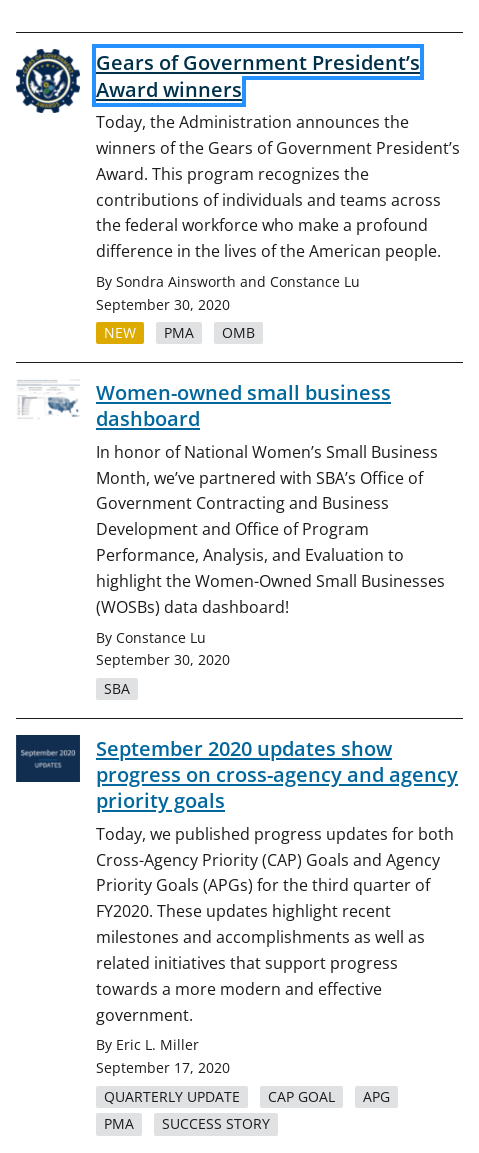 Gears of Government President’s
Award winners
Today, the Administration announces the
winners of the Gears of Government President’s
Award. This program recognizes the
contributions of individuals and teams across
the federal workforce who make a profound
difference in the lives of the American people.
By Sondra Ainsworth and Constance Lu
September 30, 2020
NEW PMA OMB
Women-owned small business
dashboard
In honor of National Women’s Small Business
Month, we’ve partnered with SBA’s Office of
Government Contracting and Business
Development and Office of Program
Performance, Analysis, and Evaluation to
highlight the Women-Owned Small Businesses
(WOSBs) data dashboard!
By Constance Lu
September 30, 2020
SBA
September 2020
UPDATES
September 2020 updates show
progress on cross-agency and agency
priority goals
Today, we published progress updates for both
Cross-Agency Priority (CAP) Goals and Agency
Priority Goals (APGs) for the third quarter of
FY2020. These updates highlight recent
milestones and accomplishments as well as
related initiatives that support progress
towards a more modern and effective
government.
By Eric L. Miller
September 17, 2020
QUARTERLY UPDATE CAP GOAL APG
PMA SUCCESS STORY